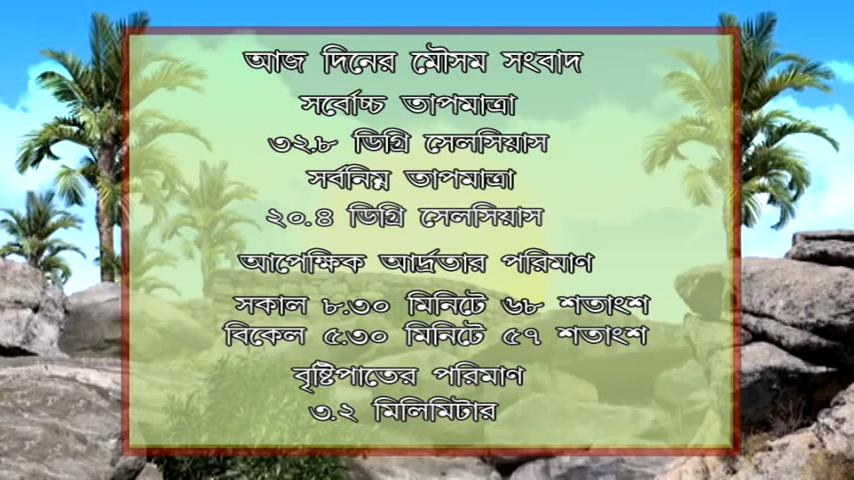 আজ দিনের মৌসম সংবাদ
সর্বোচ্চ তাপমাত্রা
৩২.৮ ডিগ্রি সেলসিয়াস
সর্বনিম্ন তাপমাত্রা
২০.৪ ডিগ্রি সেলসিয়াস
আপেক্ষিক আর্দ্রতার পরিমাণ
সকাল ৮.৩০ মিনিটে ৬৮ শতাংশ
বিকেল ৫.৩০ মিনিটে ৫৭ শতাংশ
বৃষ্টিপাতের পরিমাণ
৩.২ মিলিমিটার